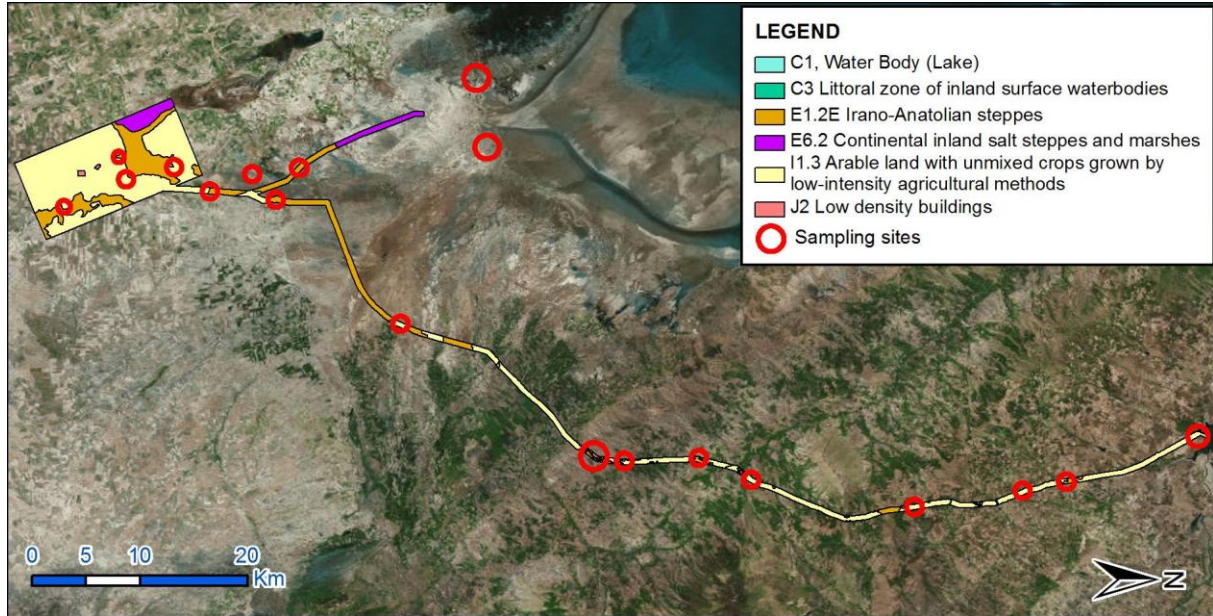 LEGEND
C1, Water Body (Lake)
C3 Littoral zone of inland surface waterbodies
E1.2E Irano-Anatolian steppes
E6.2 Continental inland salt steppes and marshes
I1.3 Arable land with unmixed crops grown by
low-intensity agricultural methods
J2 Low density buildings
Sampling sites
0 5 10 20
Km
N